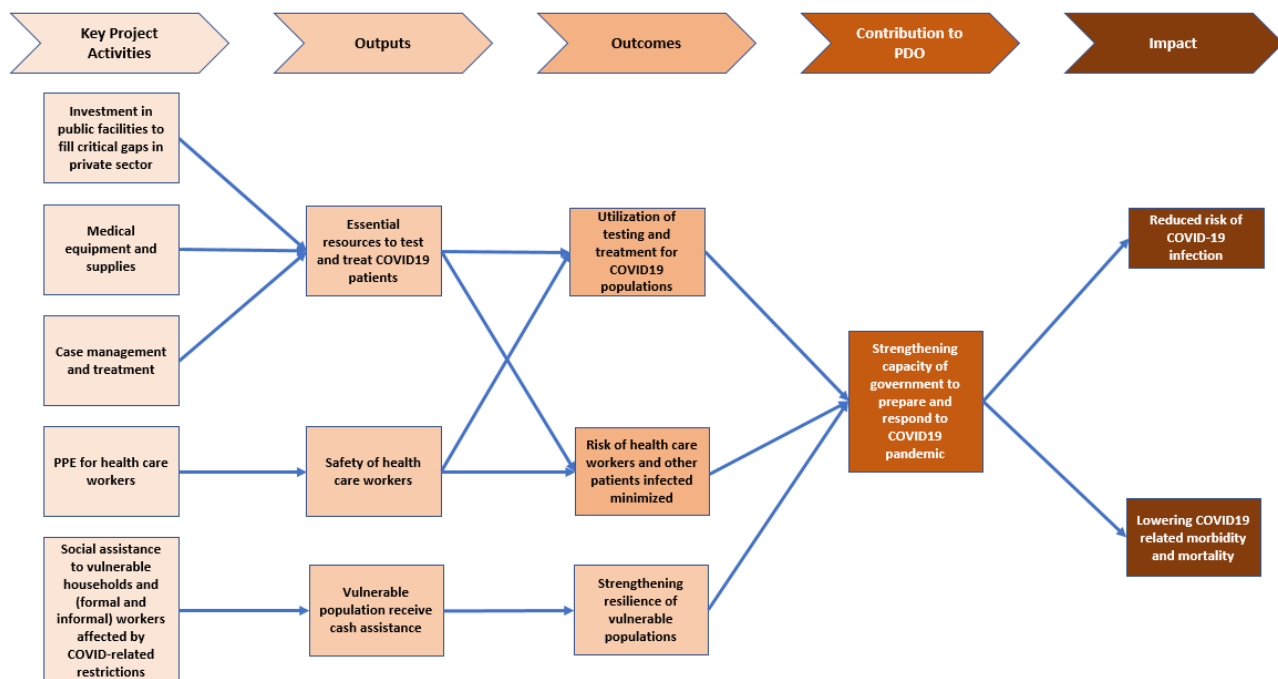 Key Project
Activities
Outputs
Outcomes
Contribution to
PDO
Impact
Investment in
public facilities to
fill critical gaps in
private sector
Medical
equipment and
supplies
Case management
and treatment
PPE for health care
workers
Social assistance
to vulnerable
households and
(formal and
informal) workers
affected by
COVID-related
restrictions
Essential
resources to test
and treat COVID19
patients
Safety of health
care workers
Vulnerable
population receive
cash assistance
Utilization of
testing and
treatment for
COVID19
populations
Risk of health care
workers and other
patients infected
minimized
Strengthening
resilience of
vulnerable
populations
Strengthening
capacity of
government to
prepare and
respond to
COVID19
pandemic
Reduced risk of
COVID-19
infection
Lowering COVID19
related morbidity
and mortality